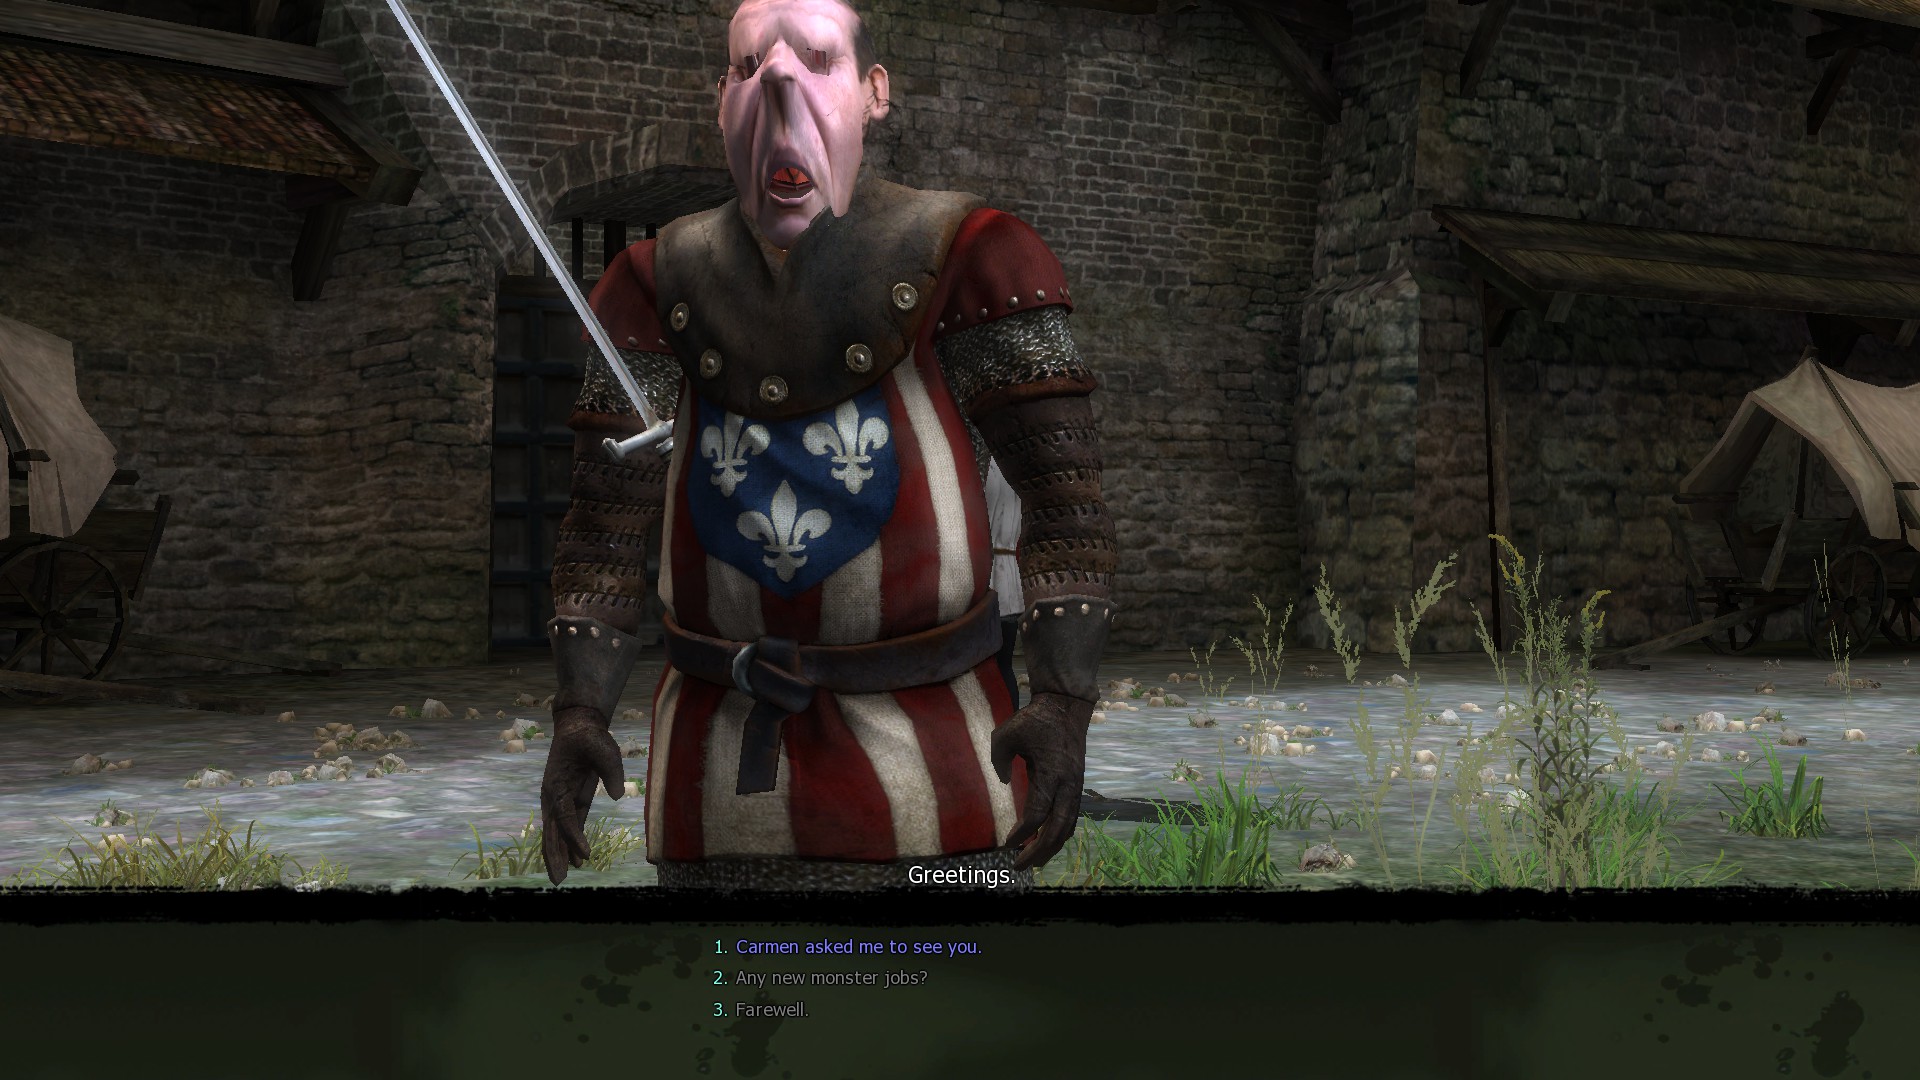 Greetings.
1. Carmen asked me to see you.
2. Any new monster jobs?
3. Farewell.